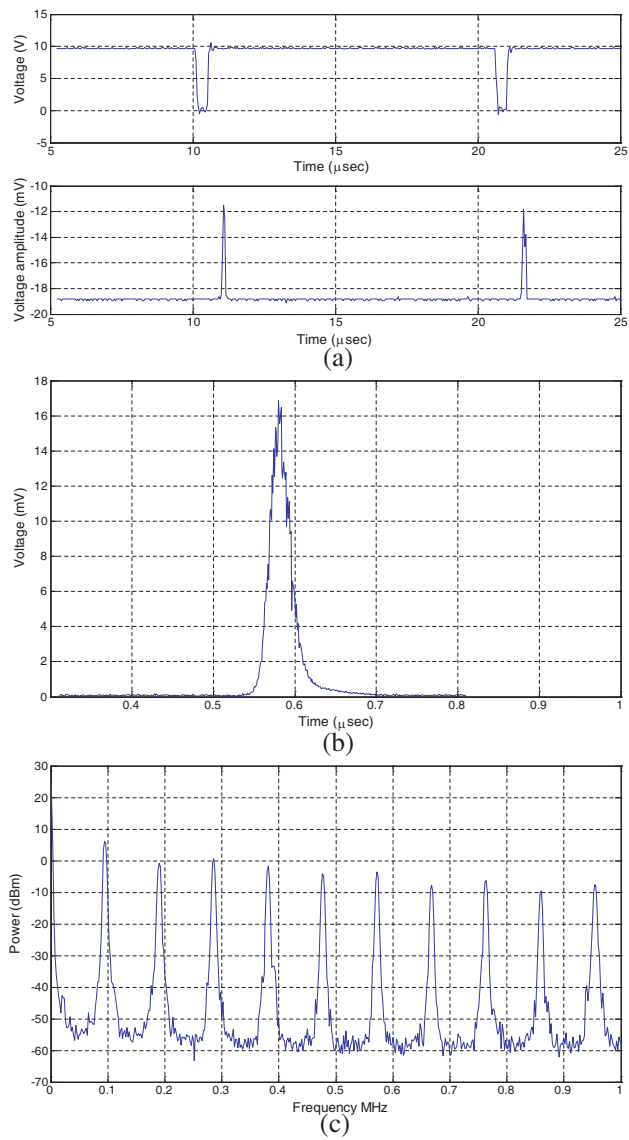 15
10
5
0
-5
Voltage (V)
5 10 15 20 25
Time (μsec)
-10
-12
-14
-16
-18
-20
Voltage amplitude (mV)
5 10 15 20 25
Time (μsec)
(a)
18
16
14
12
10
8
6
4
2
0
Voltage (mV)
0.4 0.5 0.6 0.7 0.8 0.9 1
Time (μsec)
(b)
30
20
10
0
-10
-20
-30
-40
-50
-60
-70
Power (dBm)
0 0.1 0.2 0.3 0.4 0.5 0.6 0.7 0.8 0.9 1
Frequency MHz
(c)